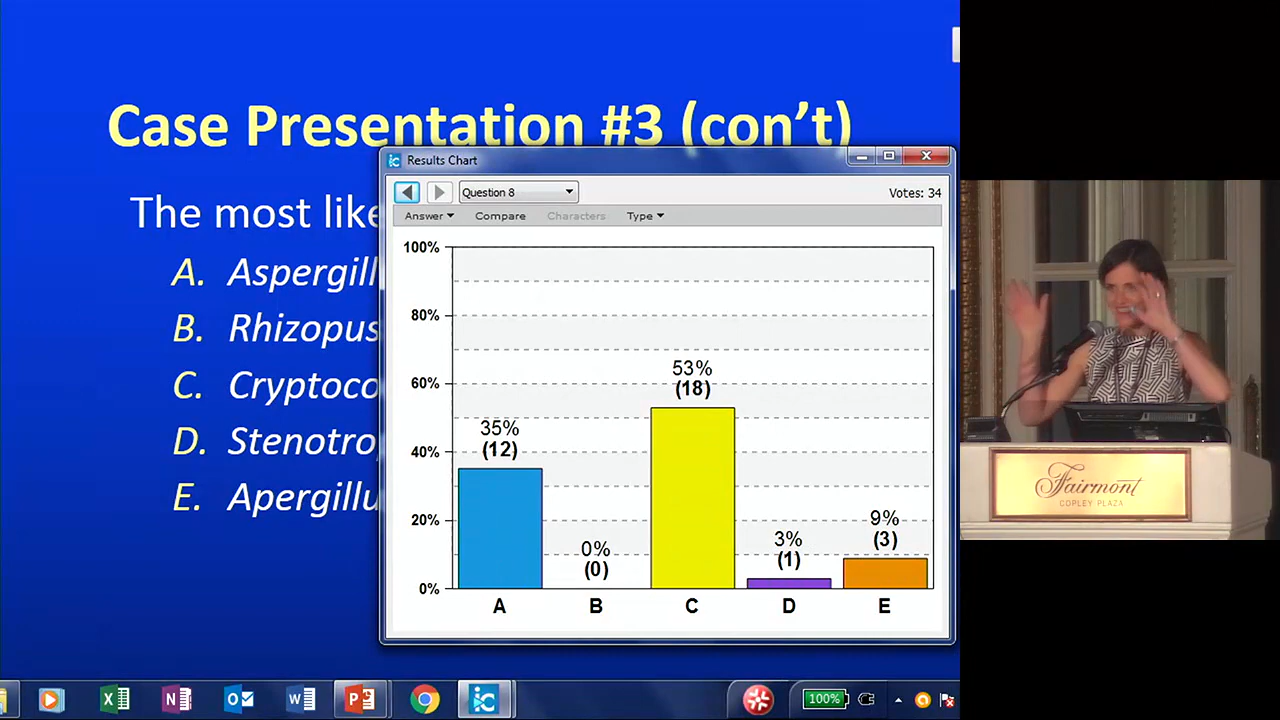 Case Presentation #3 (con't)
Results Chart
Question 8
Votes: 34
Answer
Compare
Characters
Type
The most like
A. Aspergill
B. Rhizopus
C. Cryptoco
D. Stenotro
E. Apergillu
100%
80%
60%
40%
20%
0%
35%
(12)
0%
(0)
53%
(18)
3%
(1)
9%
(3)
A
B
C
D
E
Fairmont
COPLEY PLAZA
100%